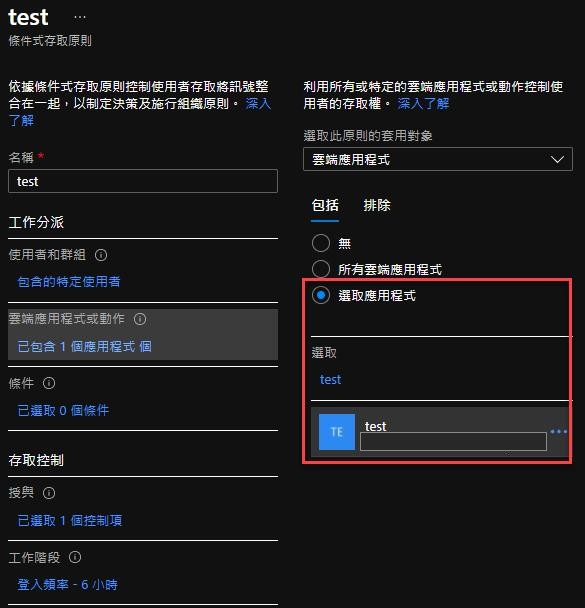 test ...
條件式存取原則
依據條件式存取原則控制使用者存取將訊號整
合在一起，以制定決策及施行組織原則。 深入
了解
名稱 *
test
工作分派
使用者和群組
包含的特定使用者
雲端應用程式或動作
已包含 1 個應用程式 個
條件
已選取 0 個條件
存取控制
授與
已選取 1 個控制項
工作階段
登入頻率 - 6 小時
利用所有或特定的雲端應用程式或動作控制使
用者的存取權。 深入了解
選取此原則的套用對象
雲端應用程式
包括 排除
無
所有雲端應用程式
選取應用程式
選取
test
TE
test